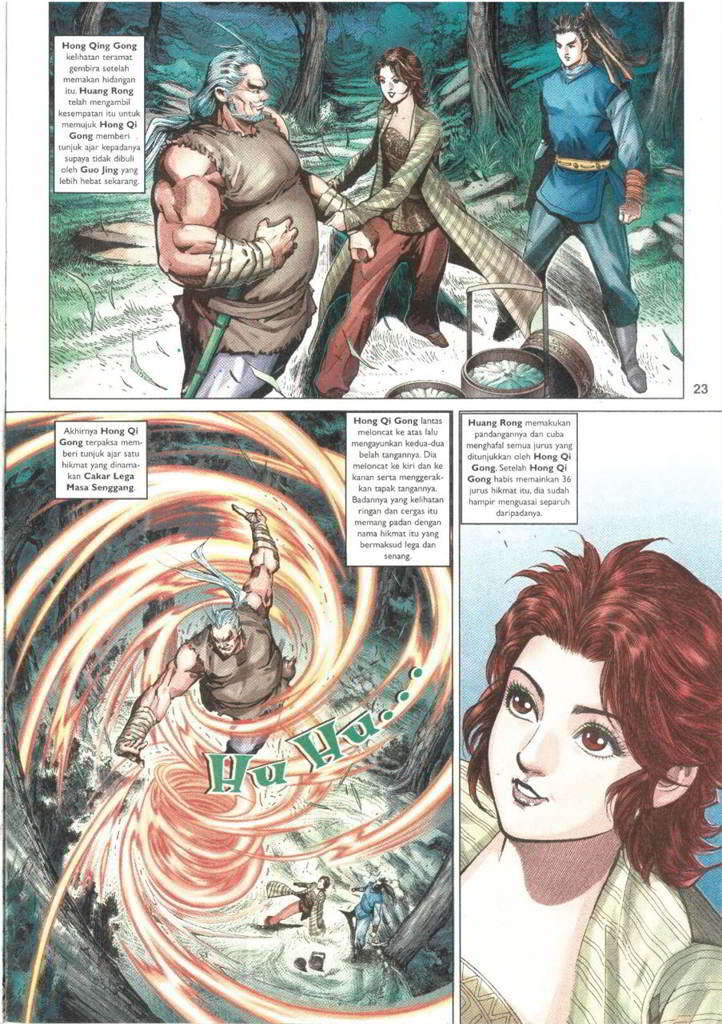 Hong Qing Gong
kelihatan teramat
gembira setelah
memakan hidangan
itu. Huang Rong
telah mengambil
kesempatan itu untuk
memujuk Hong Qi
Gong memberi
tunjuk ajar kepadanya
supaya tidak dibuli
oleh Guo Jing yang
lebih hebat sekarang.
23
Akhirnya Hong Qi
Gong terpaksa mem-
beri tunjuk ajar satu
hikmat yang dinama-
kan Cakar Lega
Masa Senggang.
Hong Qi Gong lantas
meloncat ke atas lalu
mengayunkan kedua-dua
belah tangannya. Dia
meloncat ke kiri dan ke
kanan serta menggerak-
kan tapak tangannya.
Badannya yang kelihatan
ringan dan cergas itu
memang padan dengan
nama hikmat itu yang
bermaksud lega dan
senang.
Hu Hu...
Huang Rong memakukan
pandangannya dan cuba
menghafal semua jurus yang
ditunjukkan oleh Hong Qi
Gong. Setelah Hong Qi
Gong habis memainkan 36
jurus hikmat itu, dia sudah
hampir menguasai separuh
daripadanya.